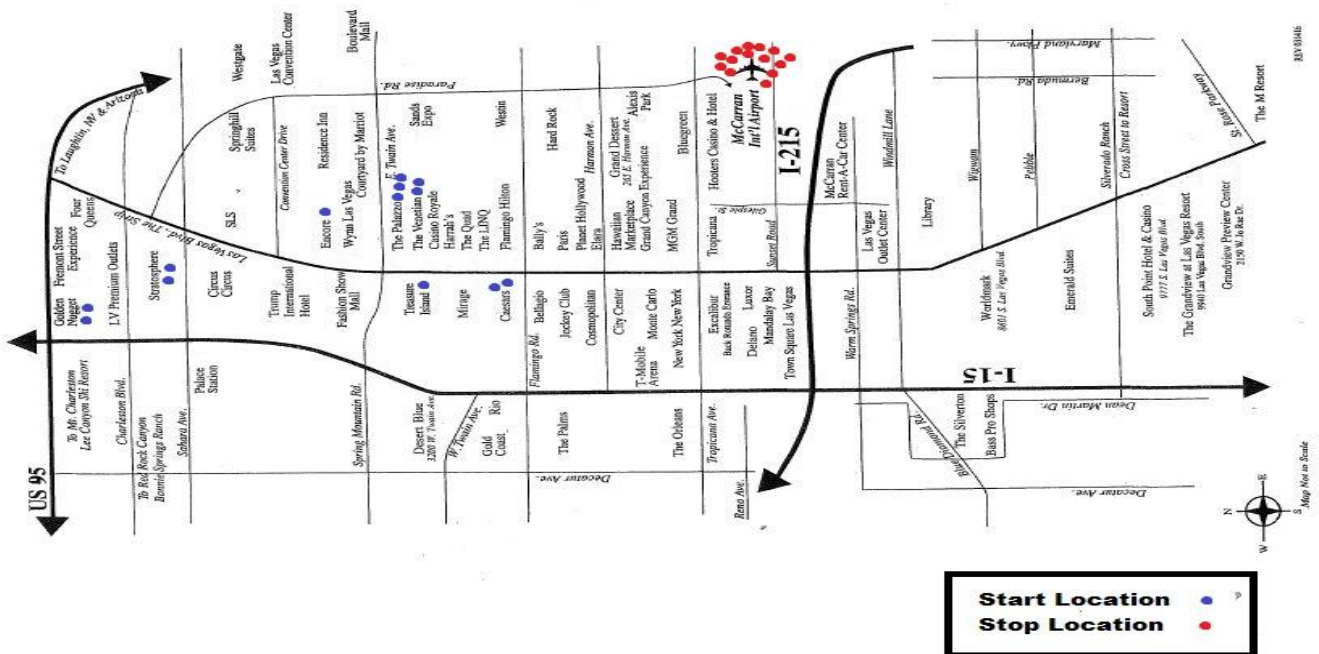 US 95
To Mt. Charleston
Lee Canyon Ski Resort
Charleston Blvd.
To Red Rock Canyon
Bonnie Springs Ranch
Sahara Ave.
Palace
Station
Golden
Nugget
Fremont Street
Experience
Four
Queens
LV Premium Outlets
Stratosphere
Las Vegas Blvd. The Strip
To Laughlin, NV & Arizona
Circus
Circus
SLS
Springhill
Suites
Westgate
Trump
International
Hotel
Convention Center Drive
Las Vegas
Convention Center
Fashion Show
Mall
Encore
Residence Inn
Wynn Las Vegas
Courtyard by Marriot
Boulevard
Mall
Spring Mountain Rd.
E. Twain Ave.
Paradise Rd.
Desert Blue
3200 W. Twain Ave.
Treasure
Island
The Palazzo
The Venetian
Casino Royale
Harrah's
The Quad
The LINQ
Flamingo Hilton
Sands
Expo
Westin
W. Twain Ave.
Gold
Coast
Rio
Mirage
Caesars
Flamingo Rd.
Bellagio
Bally's
Hard Rock
The Palms
Jockey Club
Cosmopolitan
Paris
Planet Hollywood
Elara
Harmon Ave.
Decatur Ave.
City Center
T-Mobile
Arena
Monte Carlo
New York New York
Hawaiian
Marketplace
Grand Canyon Experience
Grand Dessert
265 E. Harmon Ave.
Alexis
Park
MGM Grand
Bluegreen
The Orleans
Tropicana Ave.
Excalibur
Back Rotunda Entrance
Tropicana
Hooters Casino & Hotel
McCarran
Int'l Airport
Reno Ave.
Delano
Luxor
Mandalay Bay
Town Square Las Vegas
Gillespie St.
Sunset Road
I-215
Warm Springs Rd.
Las Vegas
Outlet Center
McCarran
Rent-A-Car Center
Windmill Lane
Blue Diamond Rd.
I-15
Library
The Silverton
Bass Pro Shops
Worldmark
8601 S. Las Vegas Blvd.
Wigwam
Pebble
Emerald Suites
Maryland Pkwy.
Bermuda Rd.
Decatur Ave.
Dean Martin Dr.
Silverado Ranch
Cross Street to Resort
South Point Hotel & Casino
9777 S. Las Vegas Blvd.
The Grandview at Las Vegas Resort
9940 Las Vegas Blvd. South
Grandview Preview Center
2150 W. Jo Rae Dr.
St. Rose Parkway
The M Resort
N
E
S
W
Map Not to Scale
Start Location
Stop Location